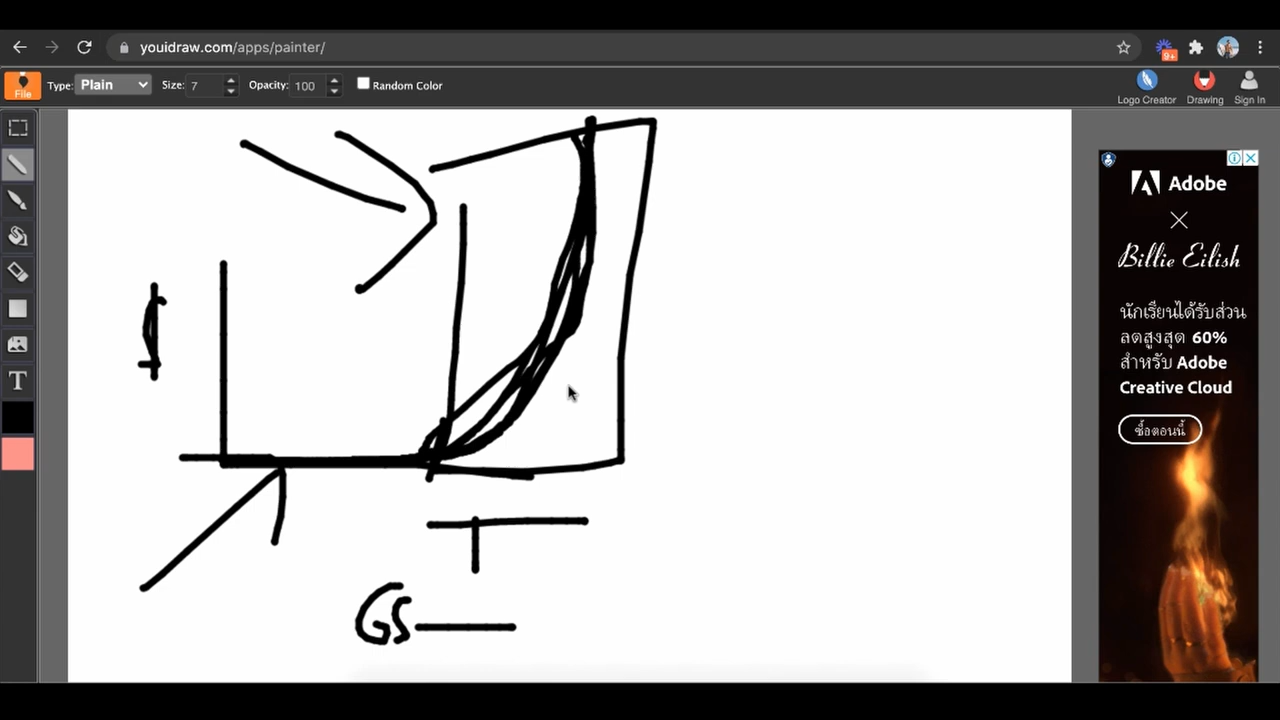 youidraw.com/apps/painter/
9+
File
Type: Plain Size: 7 Opacity: 100 Random Color
Logo Creator Drawing Sign In
$
T
GS
T
Adobe
Billie Eilish
นักเรียนได้รับส่วน
ลดสูงสุด 60%
สำหรับ Adobe
Creative Cloud
ซื้อตอนนี้